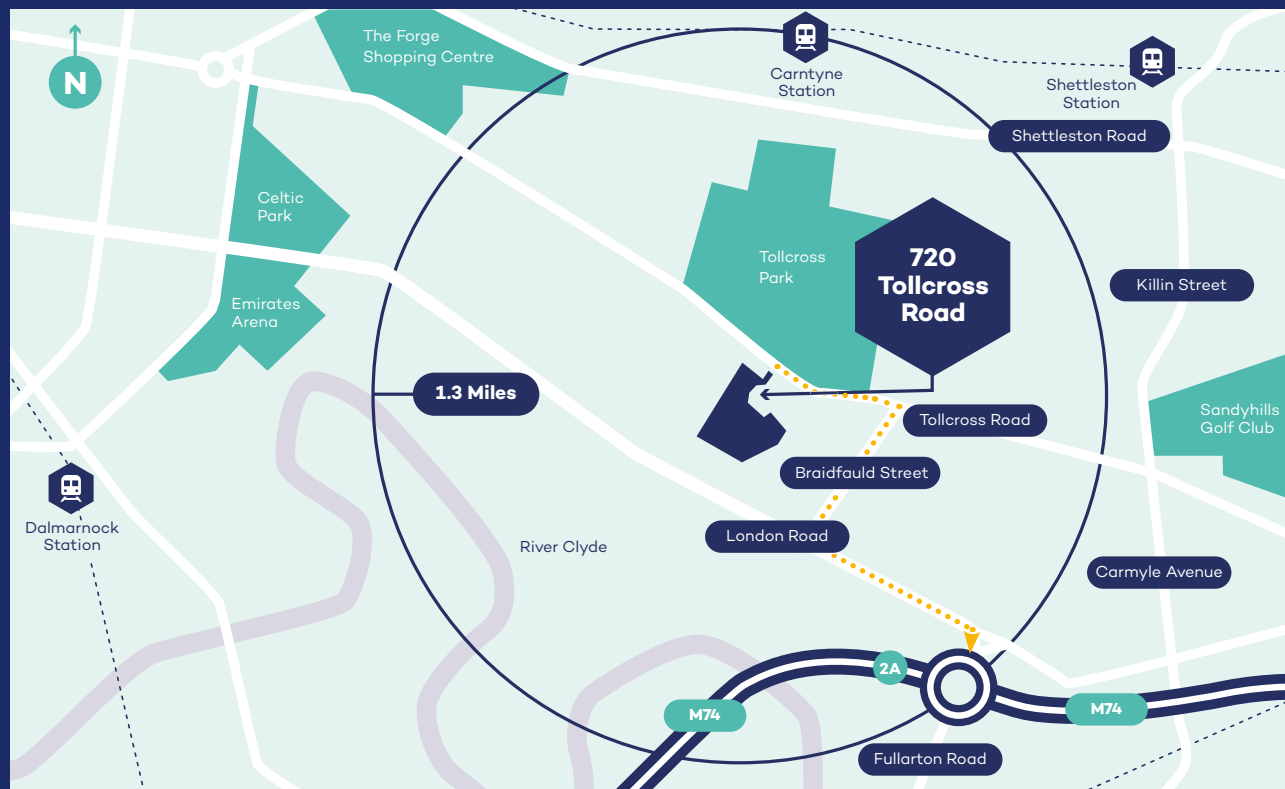 The Forge
Shopping Centre
N
Carntyne
Station
Shettleston
Station
Shettleston Road
Celtic
Park
Tollcross
Park
720
Tollcross
Road
Killin Street
Emirates
Arena
1.3 Miles
Tollcross Road
Sandyhills
Golf Club
Braidfauld Street
Dalmarnock
Station
London Road
River Clyde
Carmyle Avenue
2A
M74
M74
Fullarton Road